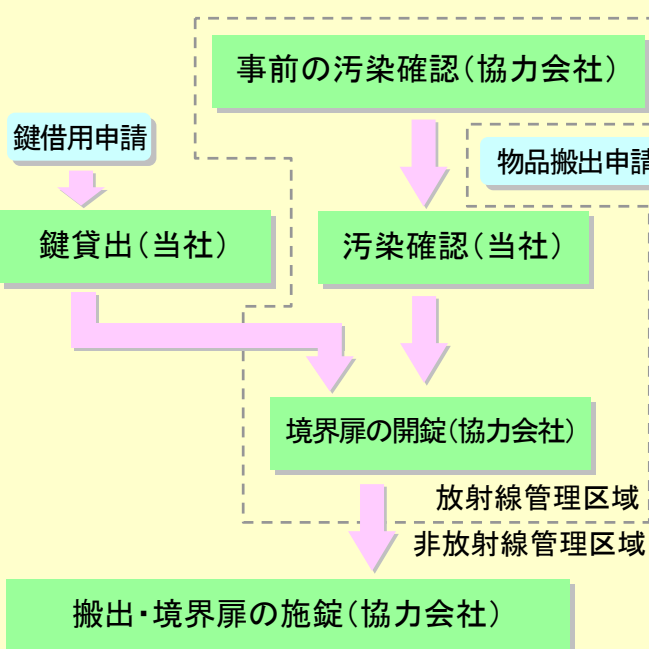 事前の汚染確認(協力会社)
鍵借用申請
物品搬出申請
鍵貸出(当社)
汚染確認(当社)
境界扉の開錠(協力会社)
放射線管理区域
非放射線管理区域
搬出・境界扉の施錠(協力会社)